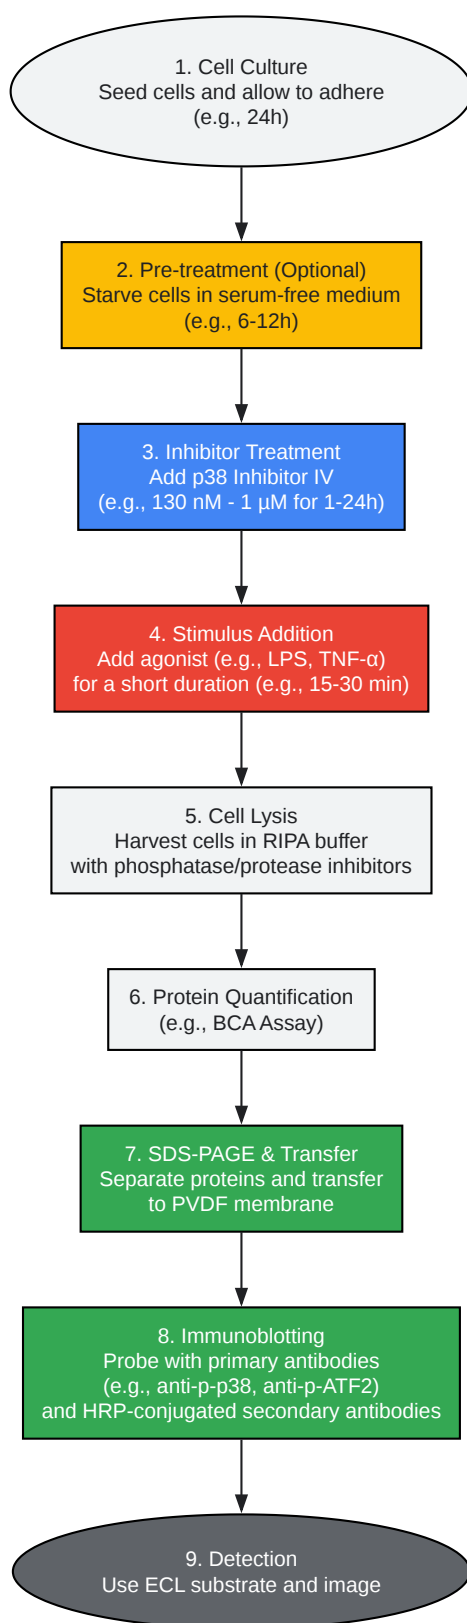 1. Cell Culture
Seed cells and allow to adhere
(e.g., 24h)
2. Pre-treatment (Optional)
Starve cells in serum-free medium
(e.g., 6-12h)
3. Inhibitor Treatment
Add p38 Inhibitor IV
(e.g., 130 nM - 1 µM for 1-24h)
4. Stimulus Addition
Add agonist (e.g., LPS, TNF-α)
for a short duration (e.g., 15-30 min)
5. Cell Lysis
Harvest cells in RIPA buffer
with phosphatase/protease inhibitors
6. Protein Quantification
(e.g., BCA Assay)
7. SDS-PAGE & Transfer
Separate proteins and transfer
to PVDF membrane
8. Immunoblotting
Probe with primary antibodies
(e.g., anti-p-p38, anti-p-ATF2)
and HRP-conjugated secondary antibodies
9. Detection
Use ECL substrate and image